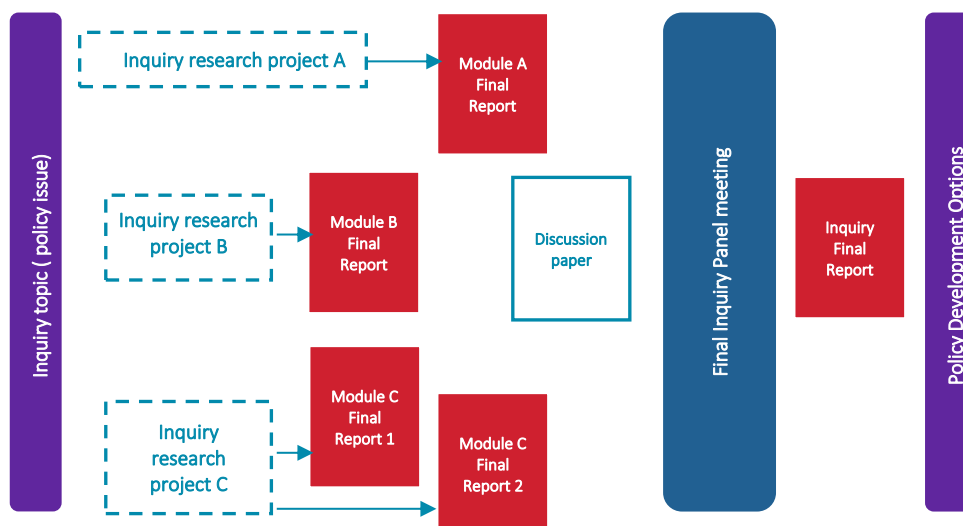 Inquiry topic ( policy issue)
Inquiry research project A
Module A
Final
Report
Inquiry research
project B
Module B
Final
Report
Discussion
paper
Inquiry
research
project C
Module C
Final
Report 1
Module C
Final
Report 2
Final Inquiry Panel meeting
Inquiry
Final
Report
Policy Development Options